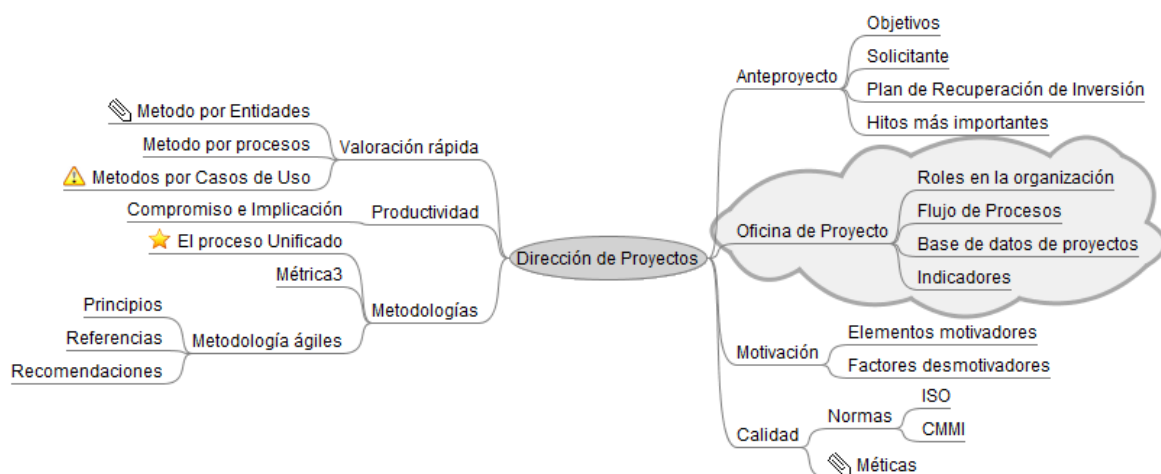 Dirección de Proyectos
Anteproyecto
Objetivos
Solicitante
Plan de Recuperación de Inversión
Hitos más importantes
Oficina de Proyecto
Roles en la organización
Flujo de Procesos
Base de datos de proyectos
Indicadores
Motivación
Elementos motivadores
Factores desmotivadores
Calidad
Normas
ISO
CMMI
Méticas
Valoración rápida
Metodo por Entidades
Metodo por procesos
Metodos por Casos de Uso
Productividad
Compromiso e Implicación
Metodologías
El proceso Unificado
Métrica3
Metodología ágiles
Principios
Referencias
Recomendaciones